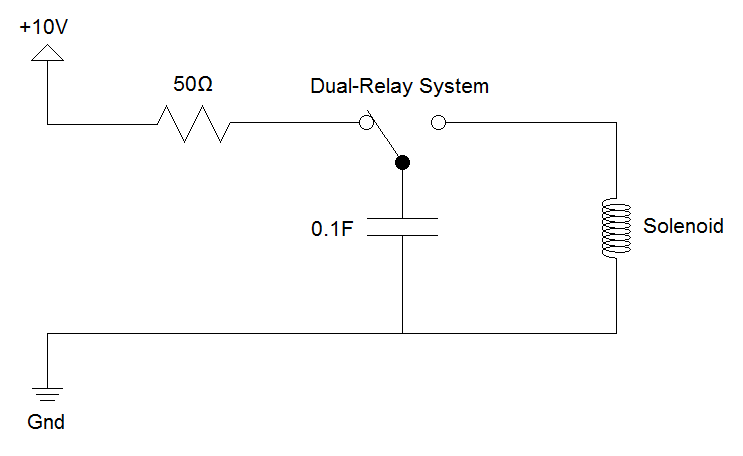 +10V
50Ω
Dual-Relay System
0.1F
Solenoid
Gnd